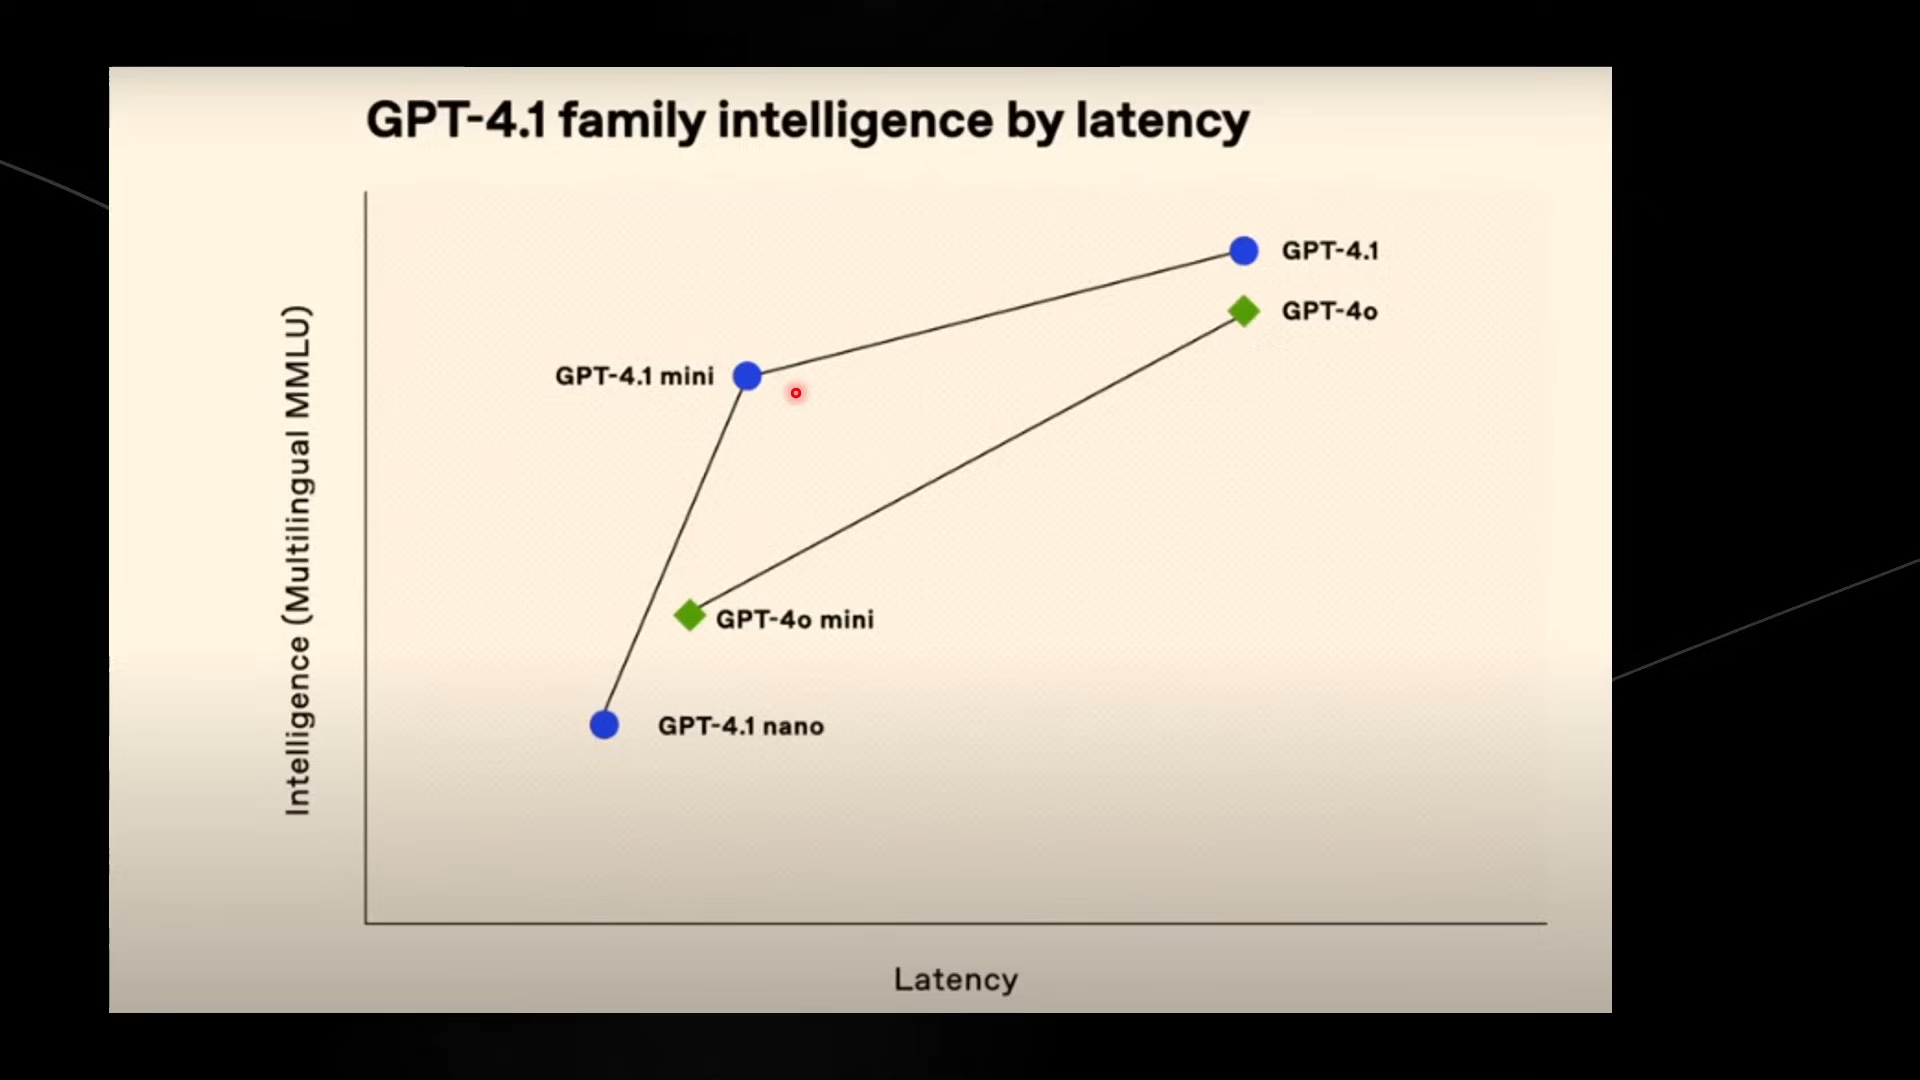 GPT-4.1 family intelligence by latency
Intelligence (Multilingual MMLU)
GPT-4.1
GPT-4o
GPT-4.1 mini
GPT-4o mini
GPT-4.1 nano
Latency